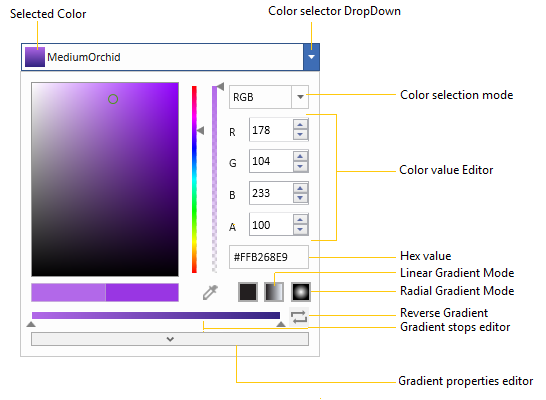 Selected Color
Color selector DropDown
MediumOrchid
RGB
Color selection mode
R 178
G 104
Color value Editor
B 233
A 100
#FFB268E9
Hex value
Linear Gradient Mode
Radial Gradient Mode
Reverse Gradient
Gradient stops editor
Gradient properties editor